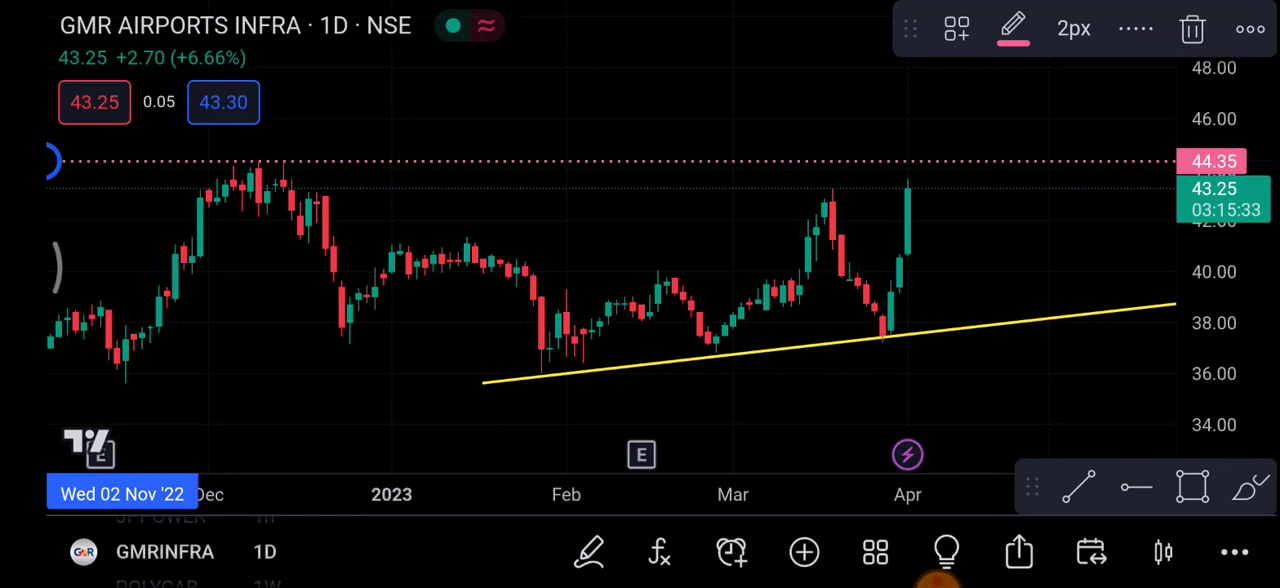 GMR AIRPORTS INFRA · 1D · NSE
2px
43.25 +2.70 (+6.66%)
43.25 0.05 43.30
48.00
46.00
44.35
43.25
03:15:33
40.00
38.00
36.00
34.00
E E
Wed 02 Nov '22 Dec 2023 Feb Mar Apr
GMRINFRA 1D